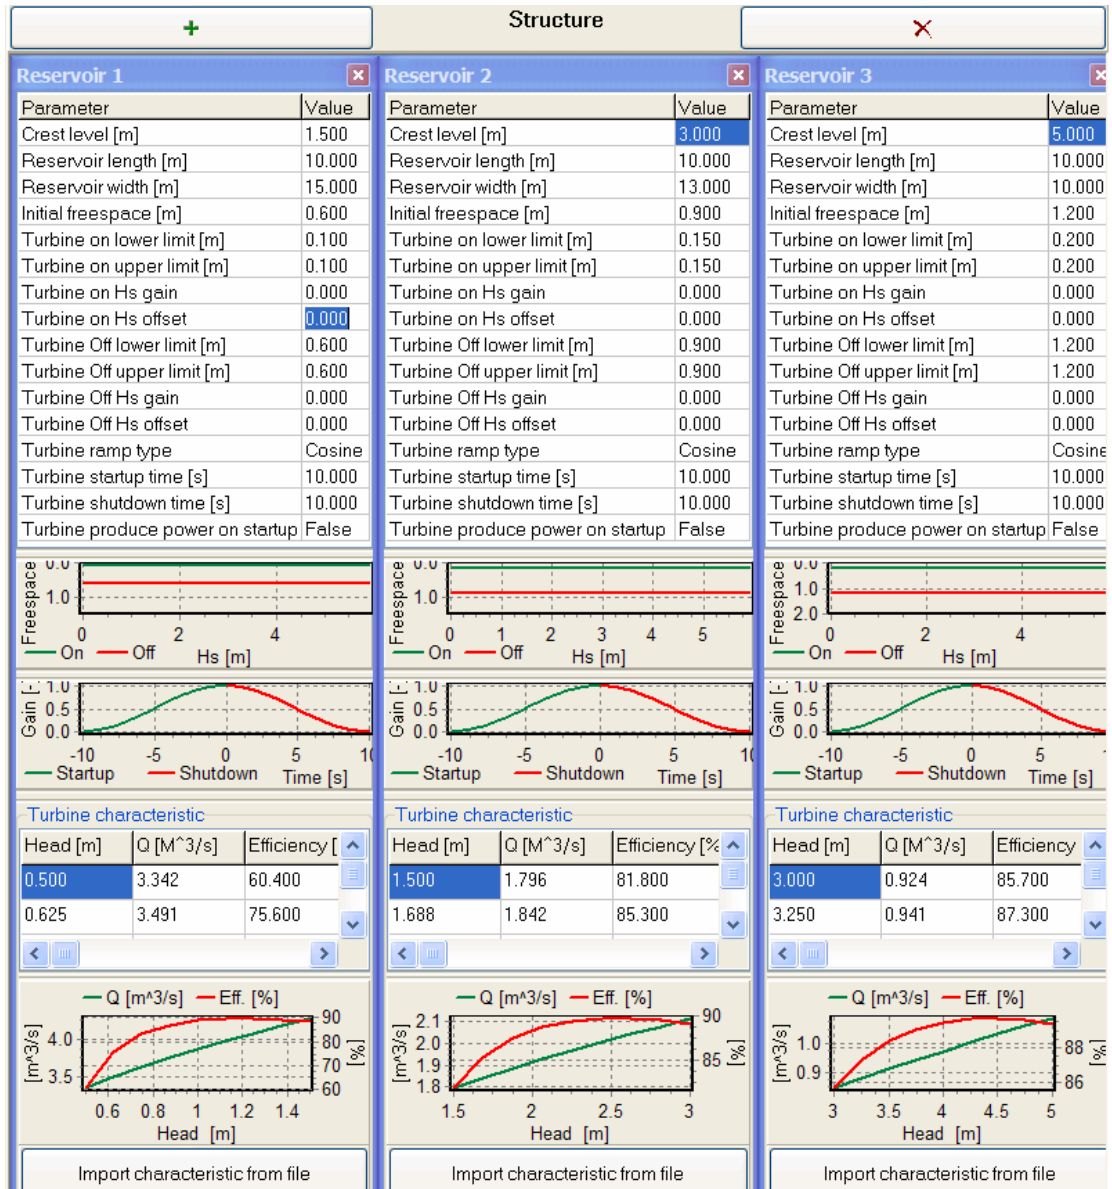 + Structure ×
Reservoir 1
Parameter Value
Crest level [m] 1.500
Reservoir length [m] 10.000
Reservoir width [m] 15.000
Initial freespace [m] 0.600
Turbine on lower limit [m] 0.100
Turbine on upper limit [m] 0.100
Turbine on Hs gain 0.000
Turbine on Hs offset 0.000
Turbine Off lower limit [m] 0.600
Turbine Off upper limit [m] 0.600
Turbine Off Hs gain 0.000
Turbine Off Hs offset 0.000
Turbine ramp type Cosine
Turbine startup time [s] 10.000
Turbine shutdown time [s] 10.000
Turbine produce power on startup False
Freespace
0.0
1.0
0 2 4
On Off Hs [m]
Gain [-
1.0
0.5
0.0
-10 -5 0 5 10
Startup Shutdown Time [s]
Turbine characteristic
Head [m] Q [M^3/s] Efficiency [
0.500 3.342 60.400
0.625 3.491 75.600
Q [m^3/s] Eff. [%]
[m^3/s]
4.0
3.5
90
80
70
60
[%]
0.6 0.8 1 1.2 1.4
Head [m]
Import characteristic from file
Reservoir 2
Parameter Value
Crest level [m] 3.000
Reservoir length [m] 10.000
Reservoir width [m] 13.000
Initial freespace [m] 0.900
Turbine on lower limit [m] 0.150
Turbine on upper limit [m] 0.150
Turbine on Hs gain 0.000
Turbine on Hs offset 0.000
Turbine Off lower limit [m] 0.900
Turbine Off upper limit [m] 0.900
Turbine Off Hs gain 0.000
Turbine Off Hs offset 0.000
Turbine ramp type Cosine
Turbine startup time [s] 10.000
Turbine shutdown time [s] 10.000
Turbine produce power on startup False
Freespace
0.0
1.0
0 1 2 3 4 5
On Off Hs [m]
Gain [-
1.0
0.5
0.0
-10 -5 0 5
Startup Shutdown Time [s]
Turbine characteristic
Head [m] Q [M^3/s] Efficiency [%
1.500 1.796 81.800
1.688 1.842 85.300
Q [m^3/s] Eff. [%]
[m^3/s]
2.1
2.0
1.9
1.8
90
85
[%]
1.5 2 2.5 3
Head [m]
Import characteristic from file
Reservoir 3
Parameter Value
Crest level [m] 5.000
Reservoir length [m] 10.000
Reservoir width [m] 10.000
Initial freespace [m] 1.200
Turbine on lower limit [m] 0.200
Turbine on upper limit [m] 0.200
Turbine on Hs gain 0.000
Turbine on Hs offset 0.000
Turbine Off lower limit [m] 1.200
Turbine Off upper limit [m] 1.200
Turbine Off Hs gain 0.000
Turbine Off Hs offset 0.000
Turbine ramp type Cosine
Turbine startup time [s] 10.000
Turbine shutdown time [s] 10.000
Turbine produce power on startup False
Freespace
0.0
1.0
2.0
0 2 4
On Off Hs [m]
Gain [-
1.0
0.5
0.0
-10 -5 0 5
Startup Shutdown Time [s]
Turbine characteristic
Head [m] Q [M^3/s] Efficiency
3.000 0.924 85.700
3.250 0.941 87.300
Q [m^3/s] Eff. [%]
[m^3/s]
1.0
0.9
88
86
[%]
3 3.5 4 4.5 5
Head [m]
Import characteristic from file